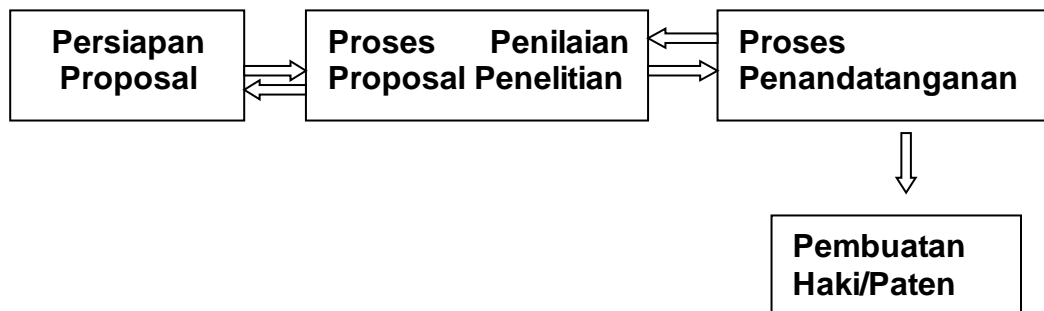 Persiapan
Proposal
Proses Penilaian
Proposal Penelitian
Proses
Penandatanganan
Pembuatan
Haki/Paten